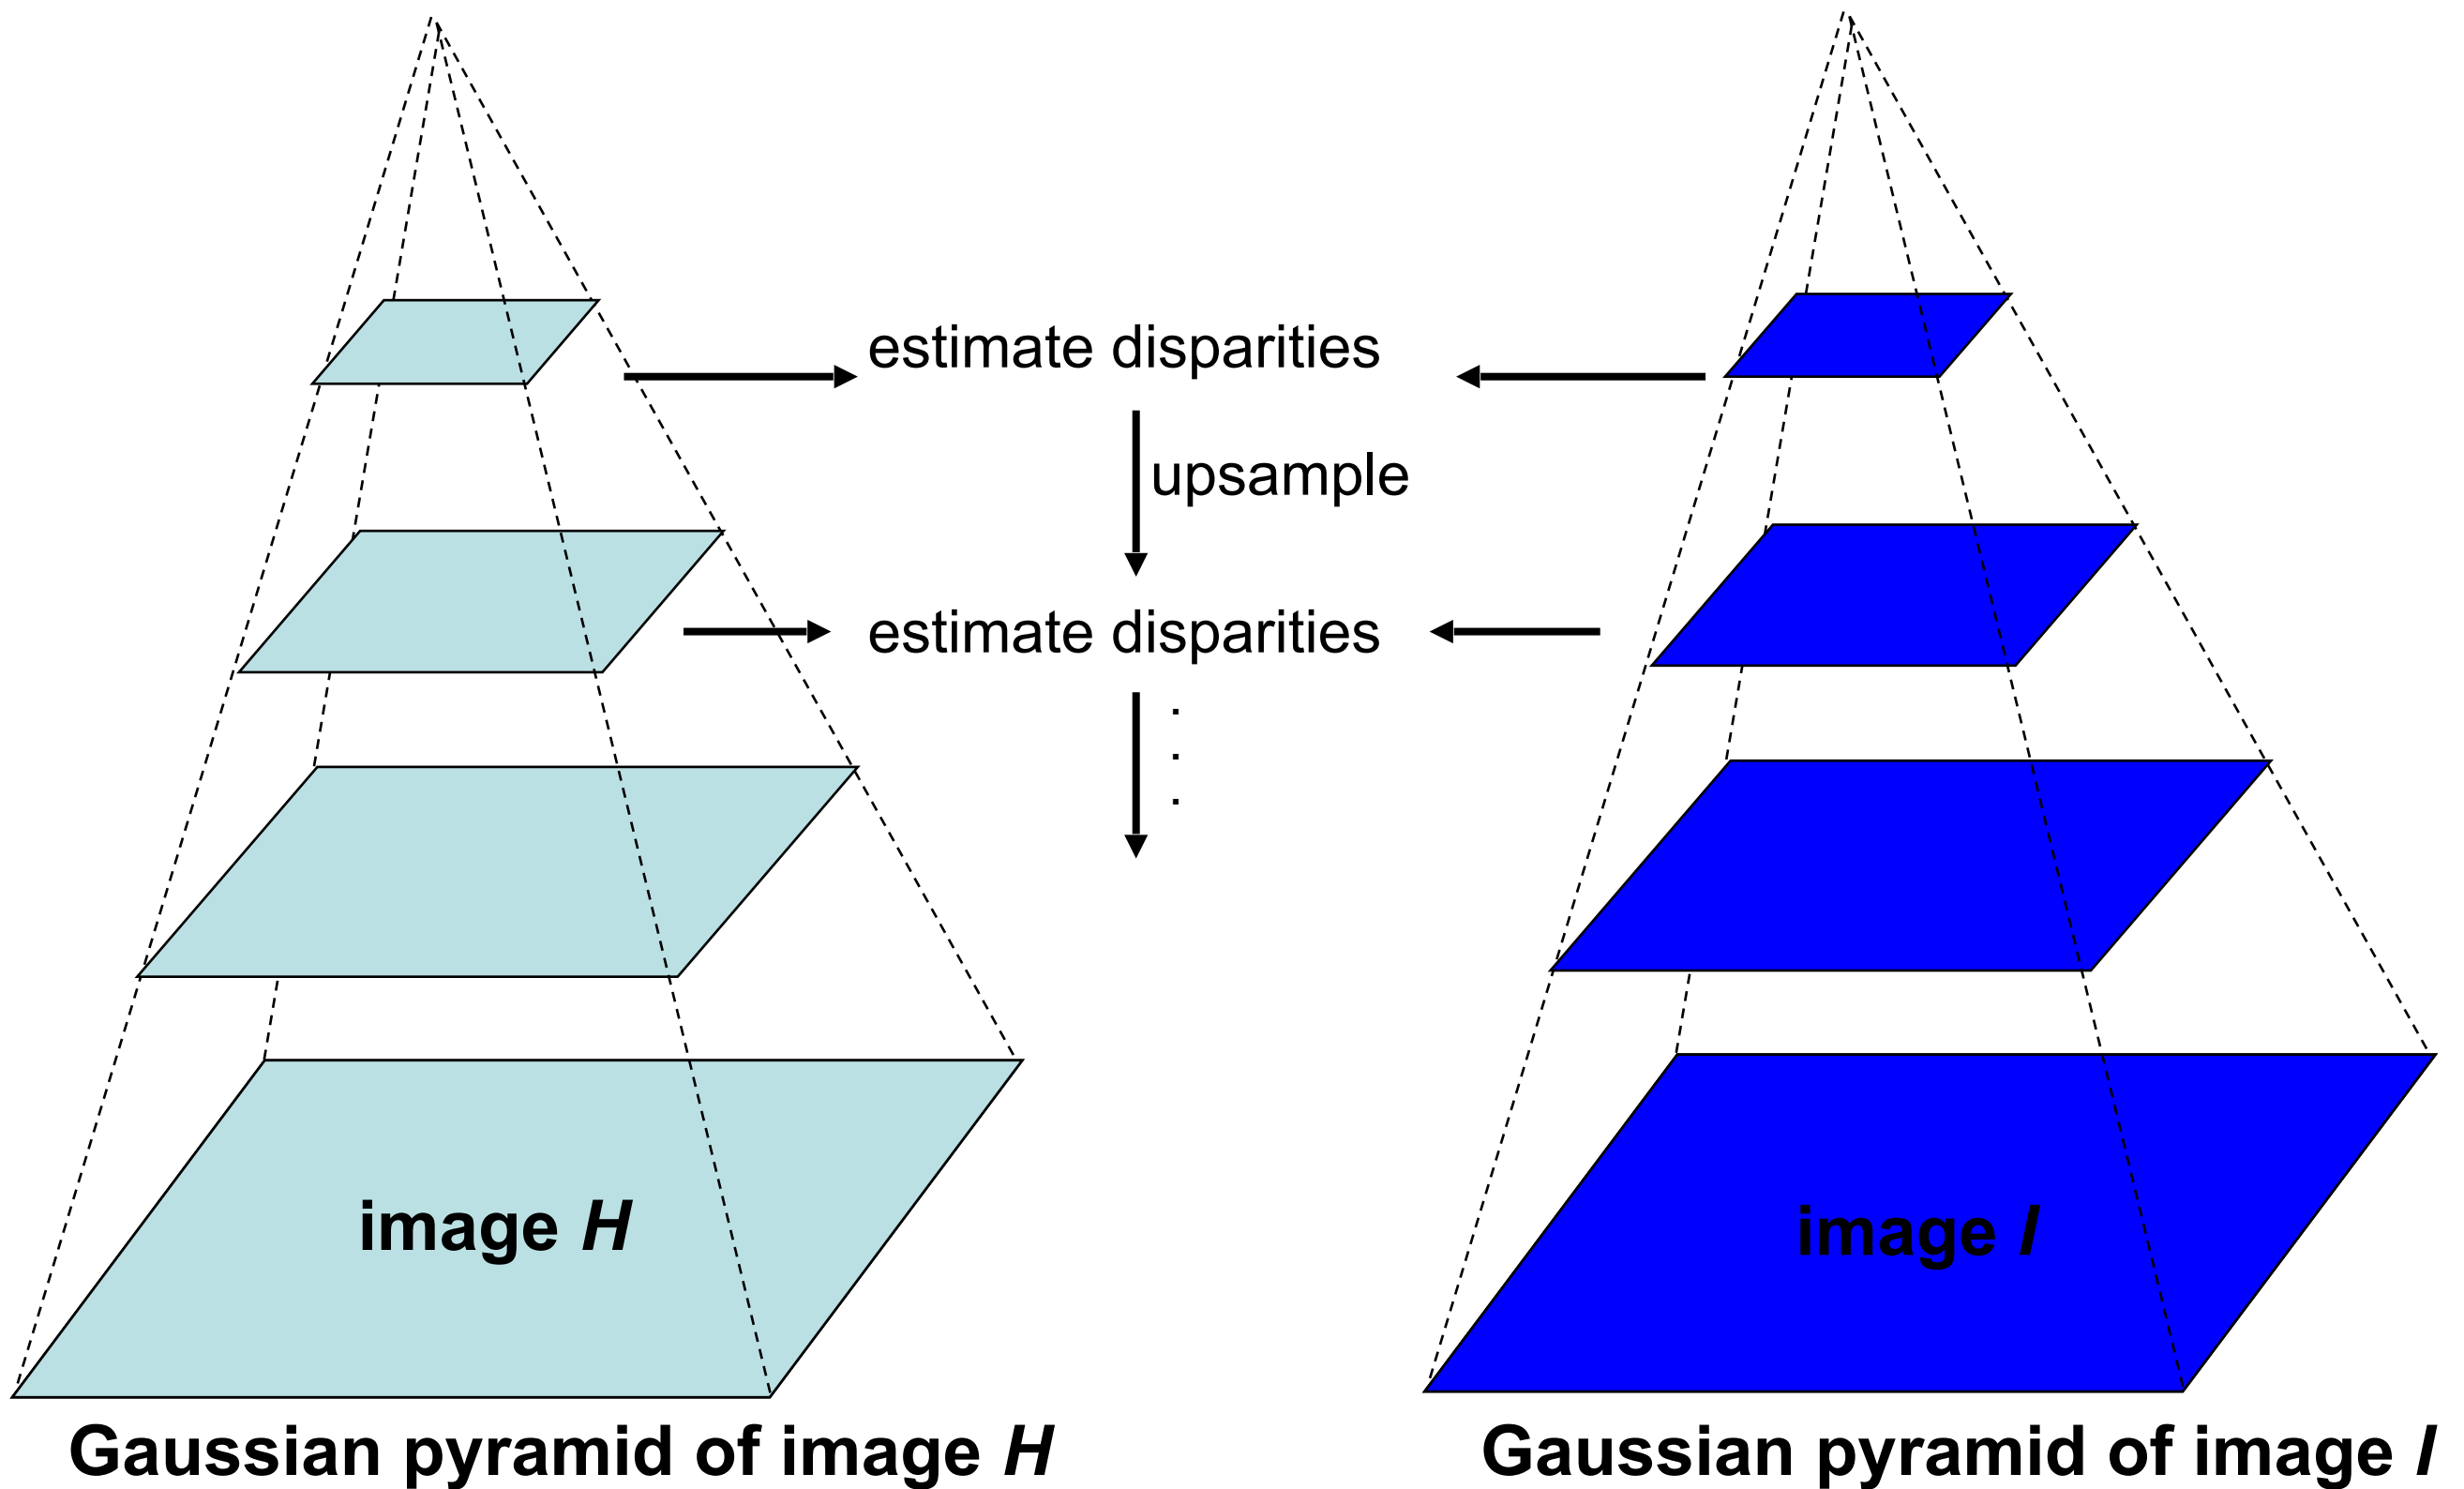 estimate disparities
upsample
estimate disparities
.
.
.
image H
image I
Gaussian pyramid of image H
Gaussian pyramid of image I